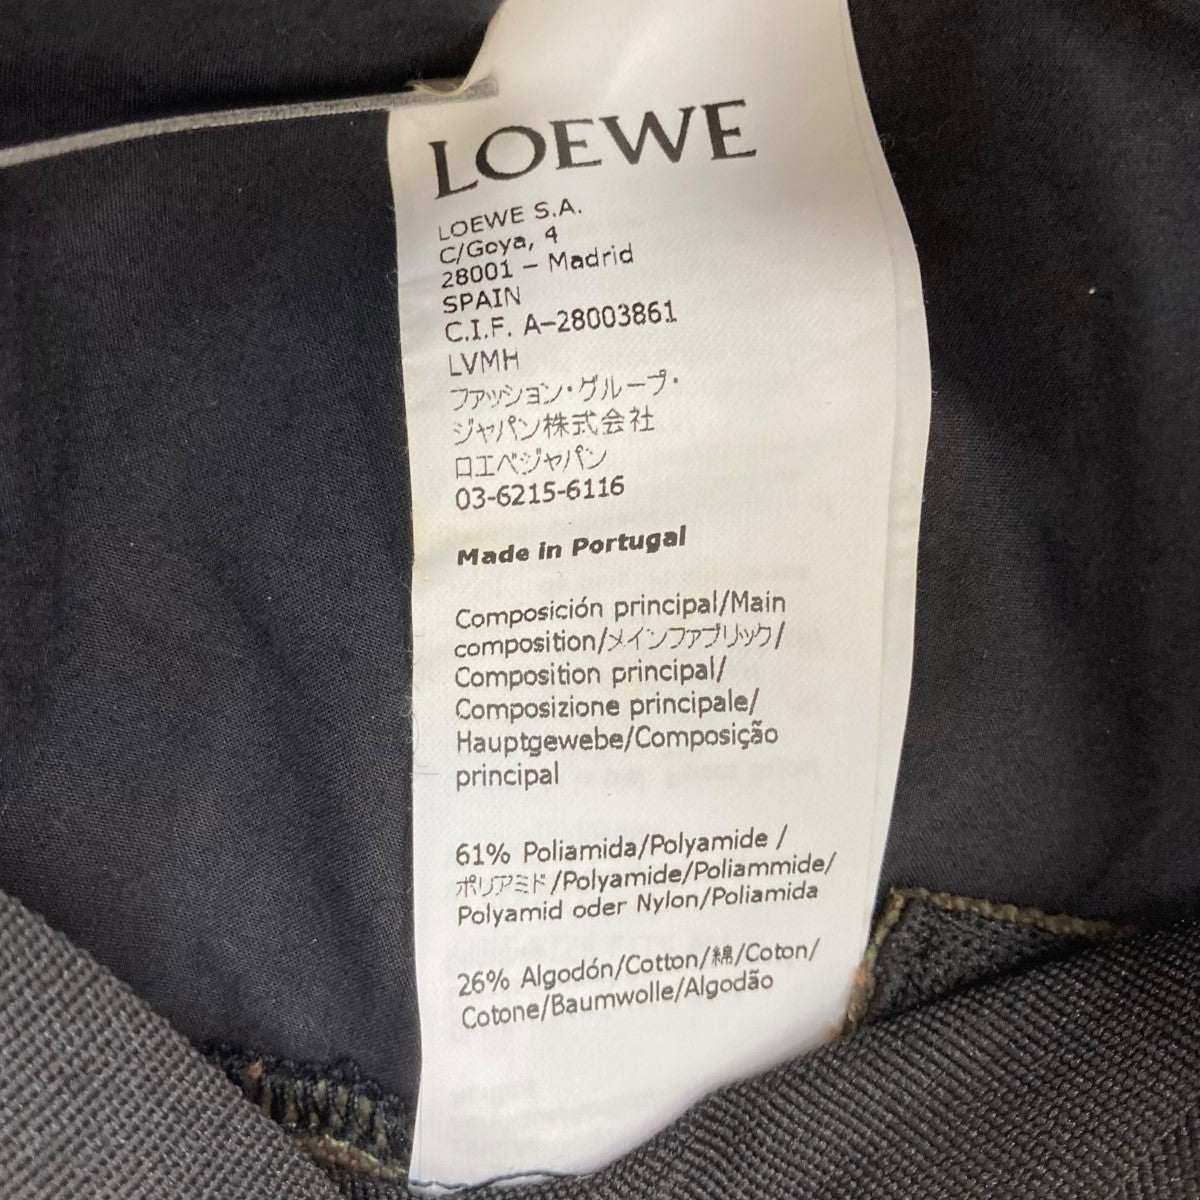 LOEWE
LOEWE S.A.
C/Goya, 4
28001 – Madrid
SPAIN
C.I.F. A-28003861
LVMH
ファッション・グループ・
ジャパン株式会社
ロエベジャパン
03-6215-6116
Made in Portugal
Composición principal/Main
composition/メインファブリック/
Composition principal/
Composizione principale/
Hauptgewebe/Composição
principal
61% Poliamida/Polyamide /
ポリアミド/Polyamide/Poliammide/
Polyamid oder Nylon/Poliamida
26% Algodón/Cotton/綿/Coton/
Cotone/Baumwolle/Algodão